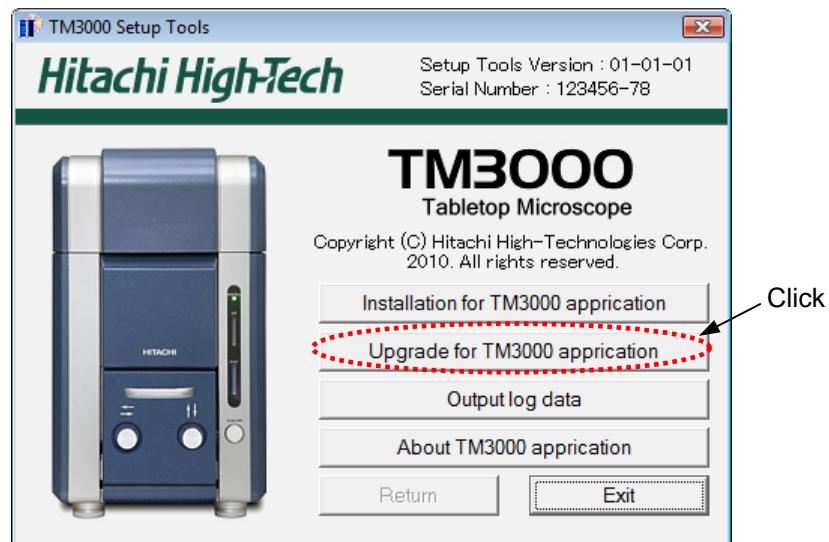 TM3000 Setup Tools
Hitachi High-Tech
Setup Tools Version : 01-01-01
Serial Number : 123456-78
TM3000
Tabletop Microscope
Copyright (C) Hitachi High-Technologies Corp.
2010. All rights reserved.
Installation for TM3000 apprication
Click
Upgrade for TM3000 apprication
HITACHI
Output log data
About TM3000 apprication
Return
Exit